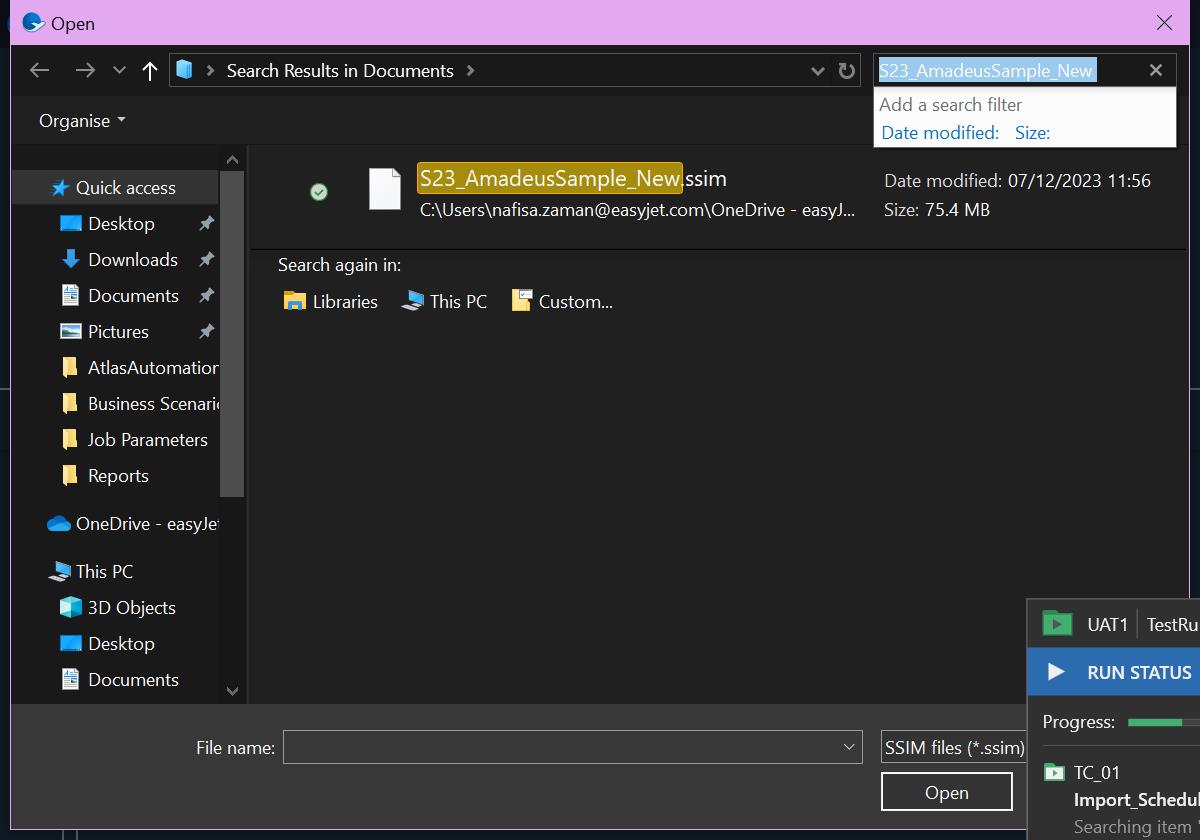 Open
Search Results in Documents
S23_AmadeusSample_New
Add a search filter
Date modified: Size:
Organise
Quick access
Desktop
Downloads
Documents
Pictures
AtlasAutomation
Business Scenario
Job Parameters
Reports
OneDrive - easyJet
This PC
3D Objects
Desktop
Documents
S23_AmadeusSample_New.ssim
C:\Users\nafisa.zaman@easyjet.com\OneDrive - easyJ...
Date modified: 07/12/2023 11:56
Size: 75.4 MB
Search again in:
Libraries This PC Custom...
File name:
SSIM files (*.ssim)
Open
UAT1 TestRu
RUN STATUS
Progress:
TC_01
Import_Schedul
Searching item